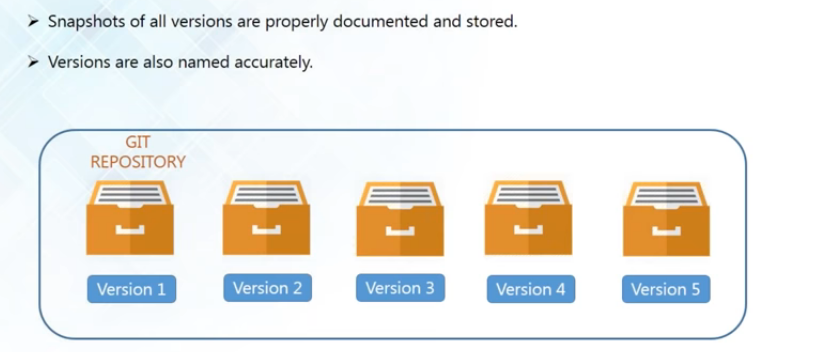 ➢ Snapshots of all versions are properly documented and stored.
➢ Versions are also named accurately.
GIT
REPOSITORY
Version 1
Version 2
Version 3
Version 4
Version 5